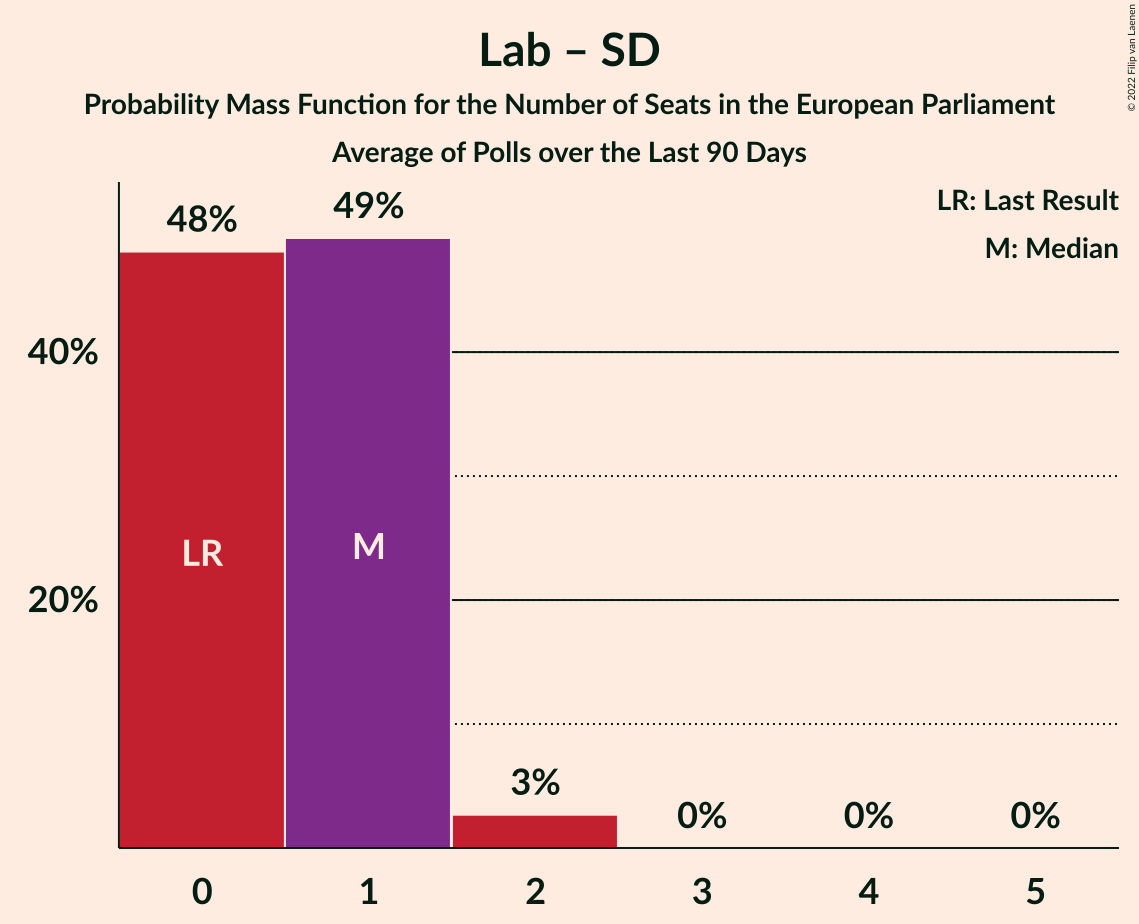 Lab – SD
Probability Mass Function for the Number of Seats in the European Parliament
Average of Polls over the Last 90 Days
© 2022 Filip van Laenen
LR: Last Result
M: Median
48%
49%
40%
LR
M
20%
3%
0%
0%
0%
0
1
2
3
4
5